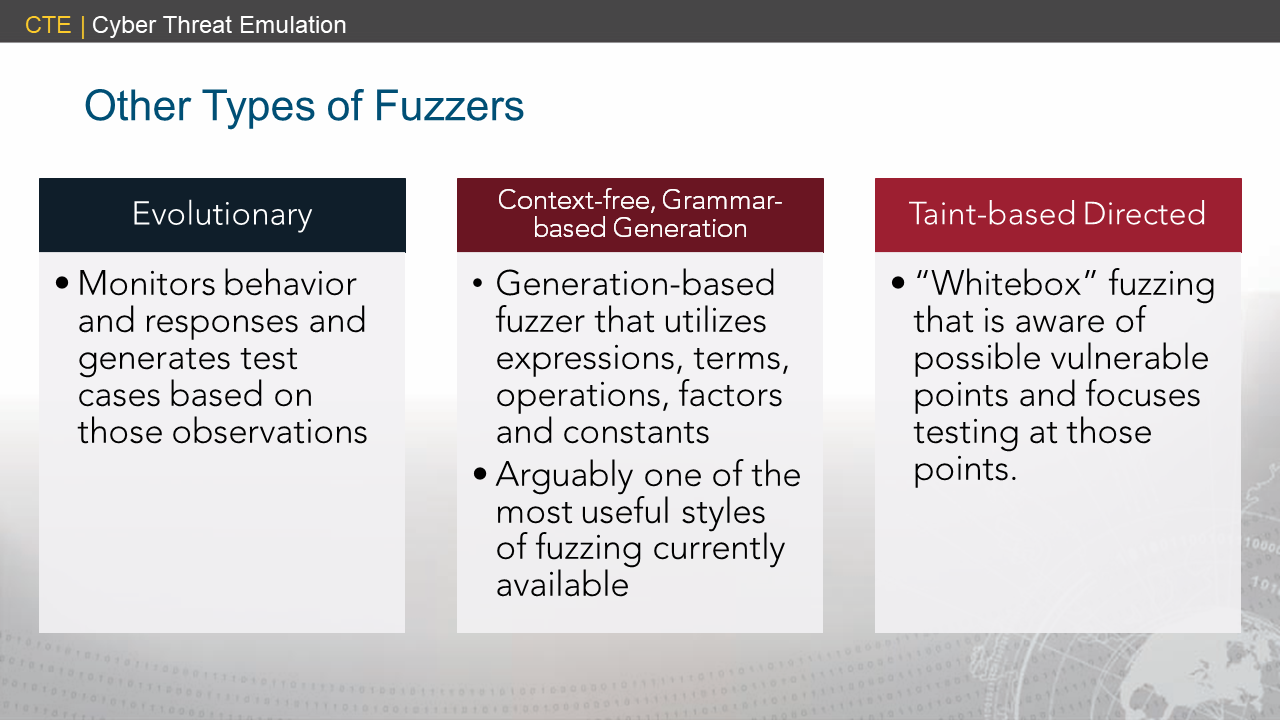 CTE | Cyber Threat Emulation
Other Types of Fuzzers
Evolutionary
• Monitors behavior
and responses and
generates test
cases based on
those observations
Context-free, Grammar-
based Generation
• Generation-based
fuzzer that utilizes
expressions, terms,
operations, factors
and constants
• Arguably one of the
most useful styles
of fuzzing currently
available
Taint-based Directed
• “Whitebox” fuzzing
that is aware of
possible vulnerable
points and focuses
testing at those
points.